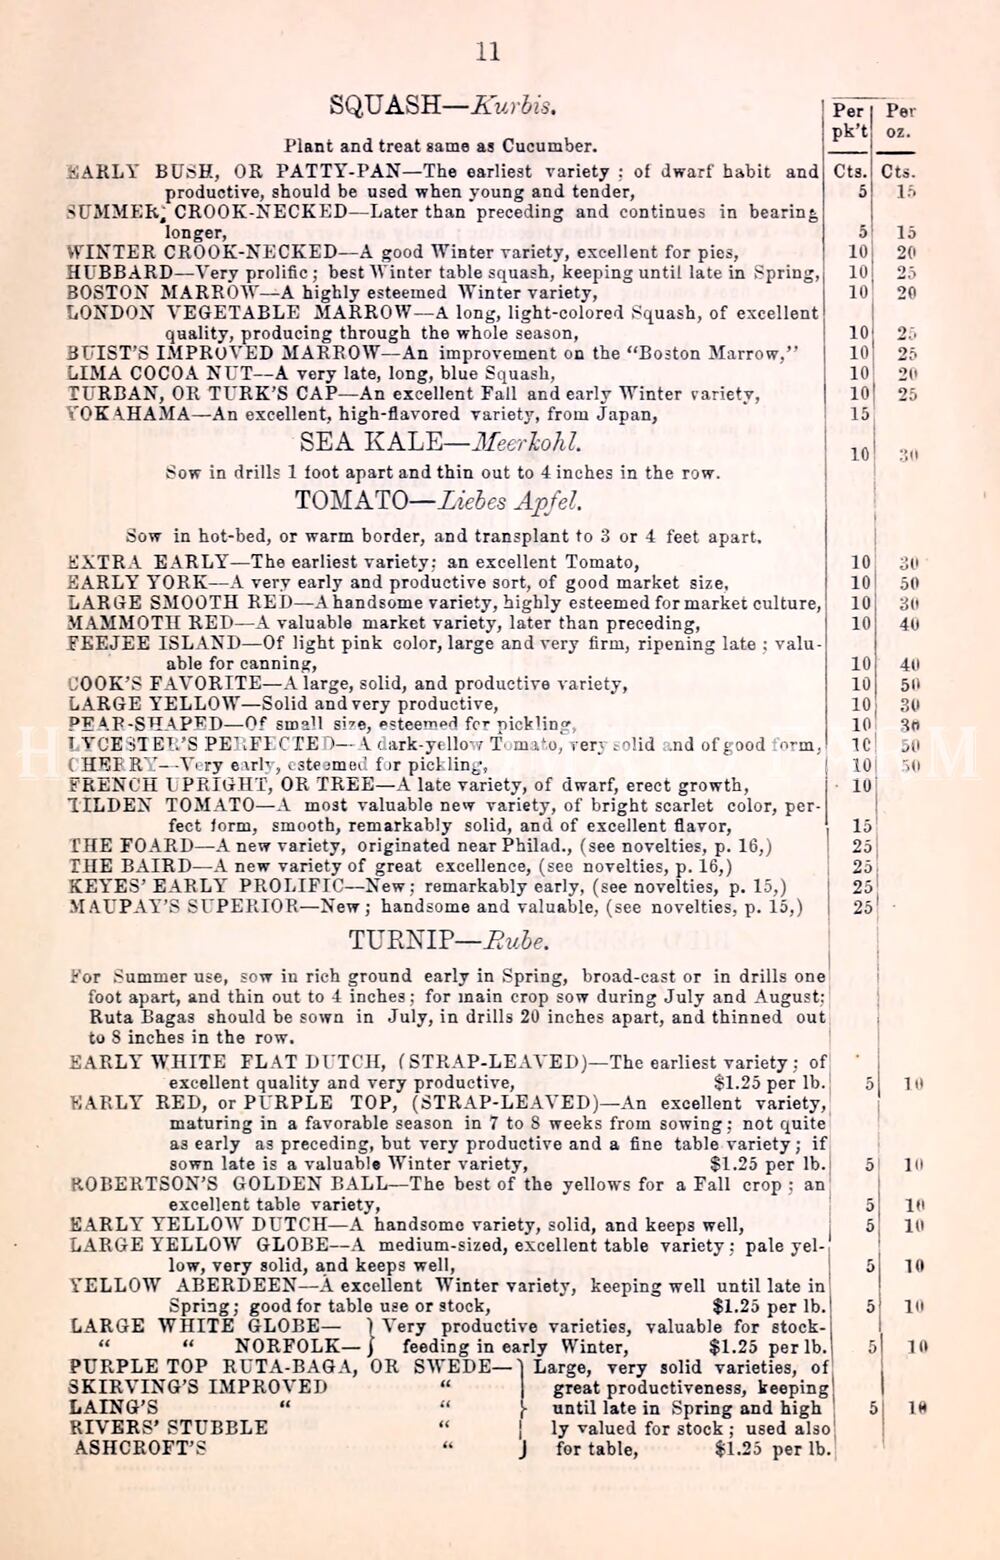 11
SQUASH—Kurbis.
Per pk't
Per oz.
Plant and treat same as Cucumber.
EARLY BUSH, OR PATTY-PAN—The earliest variety ; of dwarf habit and Cts. Cts.
productive, should be used when young and tender, 5 15
SUMMER, CROOK-NECKED—Later than preceding and continues in bearing
longer, 5 15
WINTER CROOK-NECKED—A good Winter variety, excellent for pies, 10 20
HUBBARD—Very prolific ; best Winter table squash, keeping until late in Spring, 10 25
BOSTON MARROW—A highly esteemed Winter variety, 10 20
LONDON VEGETABLE MARROW—A long, light-colored Squash, of excellent
quality, producing through the whole season, 10 25
BUIST'S IMPROVED MARROW—An improvement on the "Boston Marrow," 10 25
LIMA COCOA NUT—A very late, long, blue Squash, 10 20
TURBAN, OR TURK'S CAP—An excellent Fall and early Winter variety, 10 25
YOKAHAMA—An excellent, high-flavored variety, from Japan, 15
SEA KALE—Meerkohl. 10 30
Sow in drills 1 foot apart and thin out to 4 inches in the row.
TOMATO—Liebes Apfel.
Sow in hot-bed, or warm border, and transplant to 3 or 4 feet apart.
EXTRA EARLY—The earliest variety; an excellent Tomato, 10 30
EARLY YORK—A very early and productive sort, of good market size, 10 50
LARGE SMOOTH RED—A handsome variety, highly esteemed for market culture, 10 30
MAMMOTH RED—A valuable market variety, later than preceding, 10 40
FEEJEE ISLAND—Of light pink color, large and very firm, ripening late ; valu-
able for canning, 10 40
COOK'S FAVORITE—A large, solid, and productive variety, 10 50
LARGE YELLOW—Solid and very productive, 10 30
PEAR-SHAPED—Of small size, esteemed for pickling, 10 30
LYCESTER'S PERFECTED—A dark-yellow Tomato, very solid and of good form, 10 50
CHERRY—Very early, esteemed for pickling, 10 50
FRENCH UPRIGHT, OR TREE—A late variety, of dwarf, erect growth, 10
TILDEN TOMATO—A most valuable new variety, of bright scarlet color, per-
fect form, smooth, remarkably solid, and of excellent flavor, 15
THE FOARD—A new variety, originated near Philad., (see novelties, p. 16,) 25
THE BAIRD—A new variety of great excellence, (see novelties, p. 16,) 25
KEYES' EARLY PROLIFIC—New; remarkably early, (see novelties, p. 15,) 25
MAUPAY'S SUPERIOR—New; handsome and valuable, (see novelties, p. 15,) 25
TURNIP—Rube.
For Summer use, sow in rich ground early in Spring, broad-cast or in drills one
foot apart, and thin out to 4 inches; for main crop sow during July and August;
Ruta Bagas should be sown in July, in drills 20 inches apart, and thinned out
to 8 inches in the row.
EARLY WHITE FLAT DUTCH, (STRAP-LEAVED)—The earliest variety; of
excellent quality and very productive, $1.25 per lb. 5 10
EARLY RED, or PURPLE TOP, (STRAP-LEAVED)—An excellent variety,
maturing in a favorable season in 7 to 8 weeks from sowing; not quite
as early as preceding, but very productive and a fine table variety; if
sown late is a valuable Winter variety, $1.25 per lb. 5 10
ROBERTSON'S GOLDEN BALL—The best of the yellows for a Fall crop ; an
excellent table variety, 5 10
EARLY YELLOW DUTCH—A handsome variety, solid, and keeps well, 5 10
LARGE YELLOW GLOBE—A medium-sized, excellent table variety; pale yel-
low, very solid, and keeps well, 5 10
YELLOW ABERDEEN—A excellent Winter variety, keeping well until late in
Spring; good for table use or stock, $1.25 per lb. 5 10
LARGE WHITE GLOBE— } Very productive varieties, valuable for stock-
" " NORFOLK— } feeding in early Winter, $1.25 per lb. 5 10
PURPLE TOP RUTA-BAGA, OR SWEDE— } Large, very solid varieties, of
SKIRVING'S IMPROVED " great productiveness, keeping
LAING'S " " } until late in Spring and high 5 10
RIVERS' STUBBLE " ly valued for stock ; used also
ASHCROFT'S " } for table, $1.25 per lb.